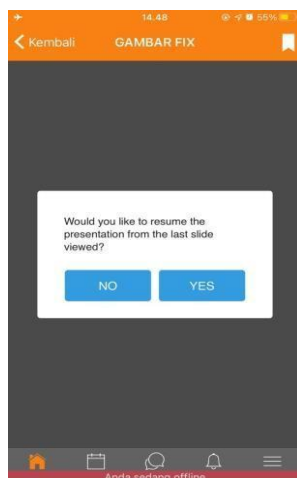 14.48
55%
Kembali
GAMBAR FIX
Would you like to resume the
presentation from the last slide
viewed?
NO
YES
Anda sedang offline